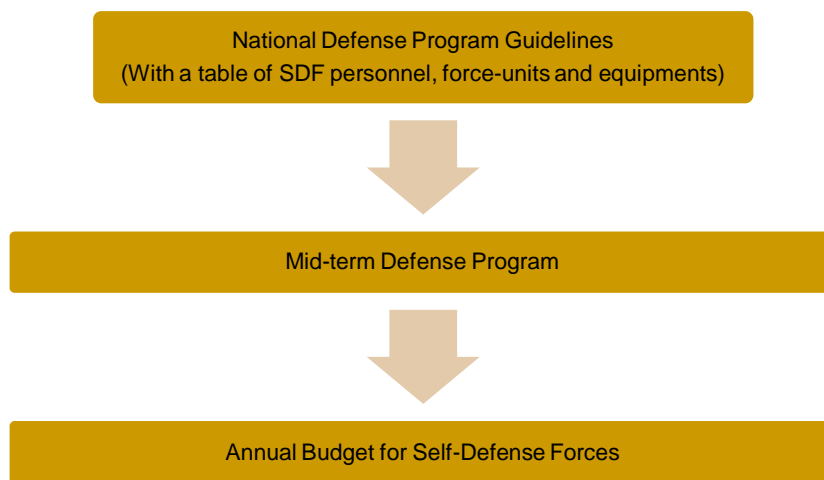 National Defense Program Guidelines
(With a table of SDF personnel, force-units and equipments)
Mid-term Defense Program
Annual Budget for Self-Defense Forces